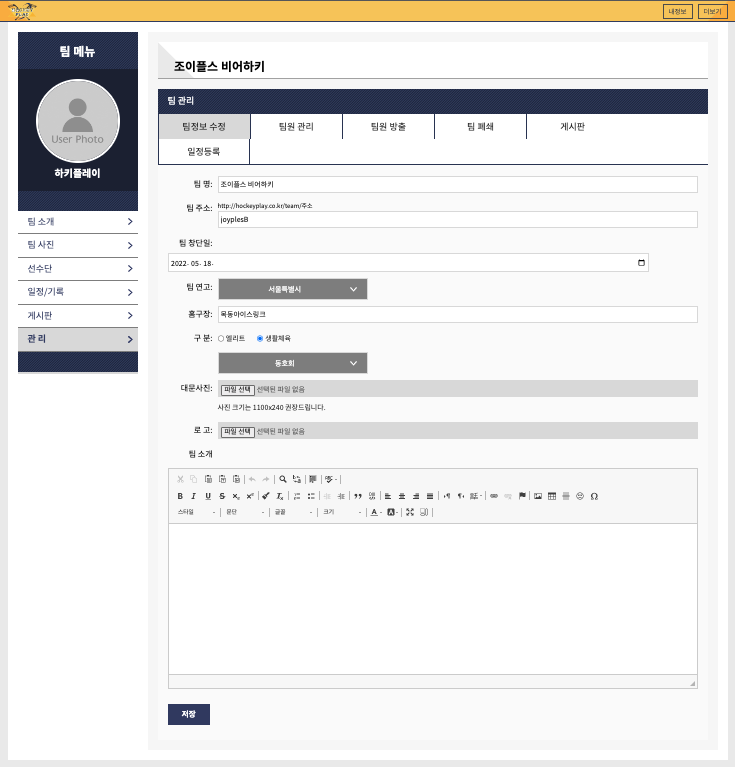 내정보
더보기
팀 메뉴
User Photo
하키플레이
팀 소개
팀 사진
선수단
일정/기록
게시판
관리
조이플스 비어하키
팀 관리
팀정보 수정
팀원 관리
팀원 방출
팀 폐쇄
게시판
일정등록
팀 명:
조이플스 비어하키
팀 주소:
http://hockeyplay.co.kr/team/주소
joyplesB
팀 창단일:
2022- 05- 18-
팀 연고:
서울특별시
홈구장:
목동아이스링크
구 분:
엘리트
생활체육
동호회
대문사진:
파일 선택 선택된 파일 없음
사진 크기는 1100x240 권장드립니다.
로 고:
파일 선택 선택된 파일 없음
팀 소개
스타일
문단
글꼴
크기
저장